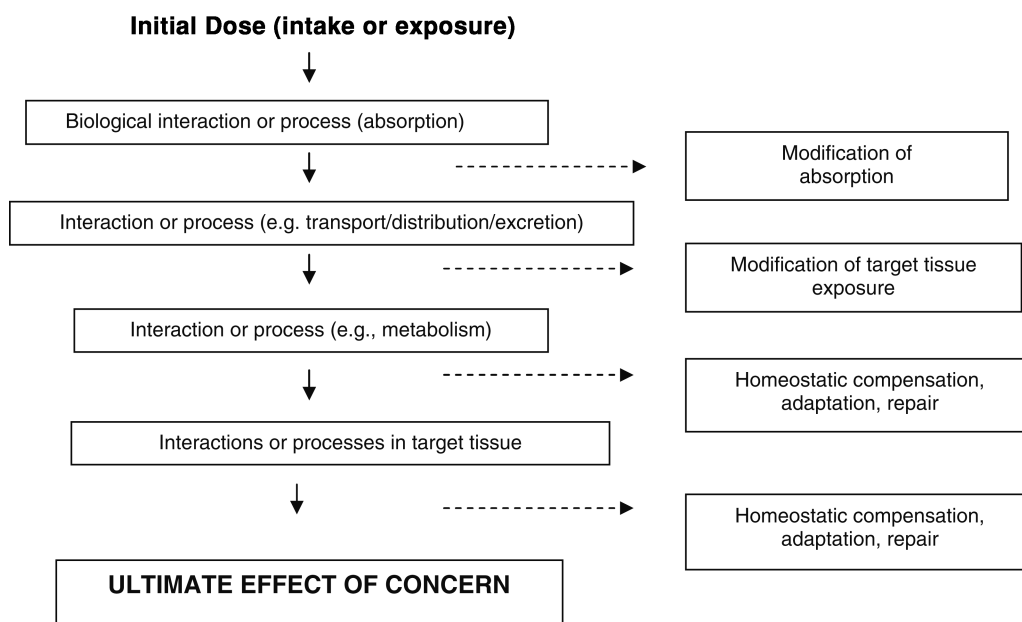 Initial Dose (intake or exposure)
Biological interaction or process (absorption)
Modification of
absorption
Interaction or process (e.g. transport/distribution/excretion)
Modification of target tissue
exposure
Interaction or process (e.g., metabolism)
Homeostatic compensation,
adaptation, repair
Interactions or processes in target tissue
Homeostatic compensation,
adaptation, repair
ULTIMATE EFFECT OF CONCERN